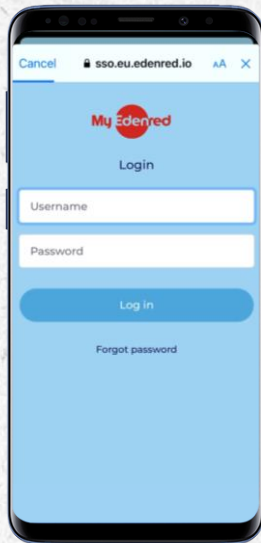 Cancel sso.eu.edenred.io AA ×
My Edenred
Login
Username
Password
Log in
Forgot password